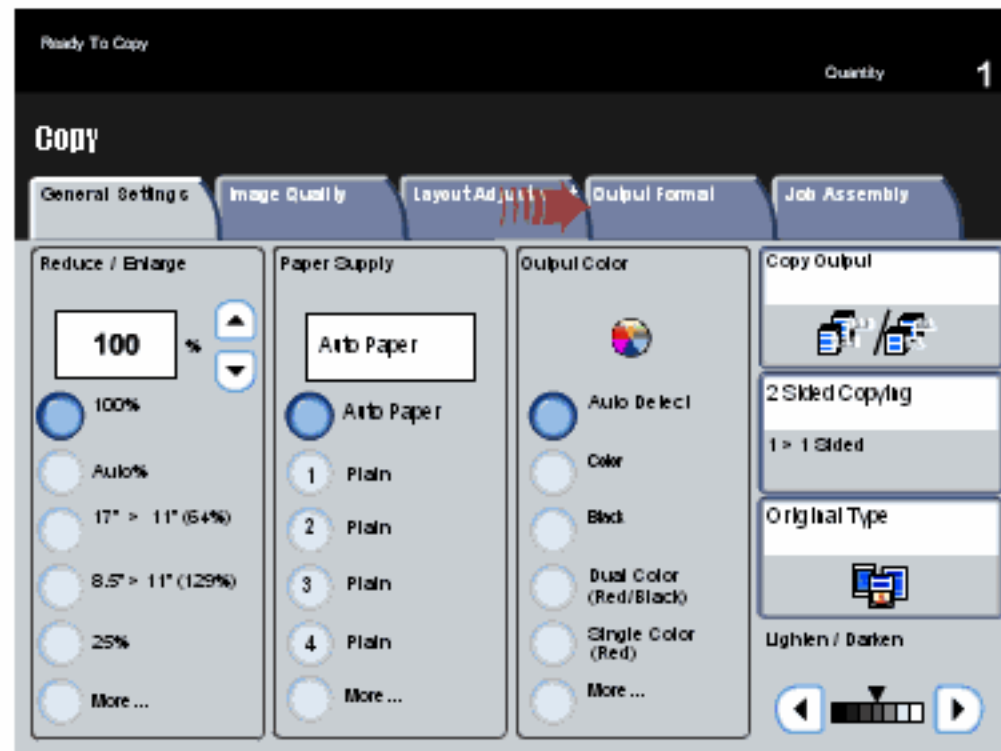 Ready To Copy
Quantity 1
Copy
General Settings
Image Quality
Layout
Output Format
Job Assembly
Reduce / Enlarge
100 %
100%
Auto%
17" > 11" (64%)
8.5" > 11" (129%)
25%
More ...
Paper Supply
Auto Paper
Auto Paper
1 Plain
2 Plain
3 Plain
4 Plain
More ...
Output Color
Auto Detect
Color
Black
Dual Color
(Red/Black)
Single Color
(Red)
More ...
Copy Output
2 Sided Copying
1 > 1 Sided
Original Type
Lighten / Darken